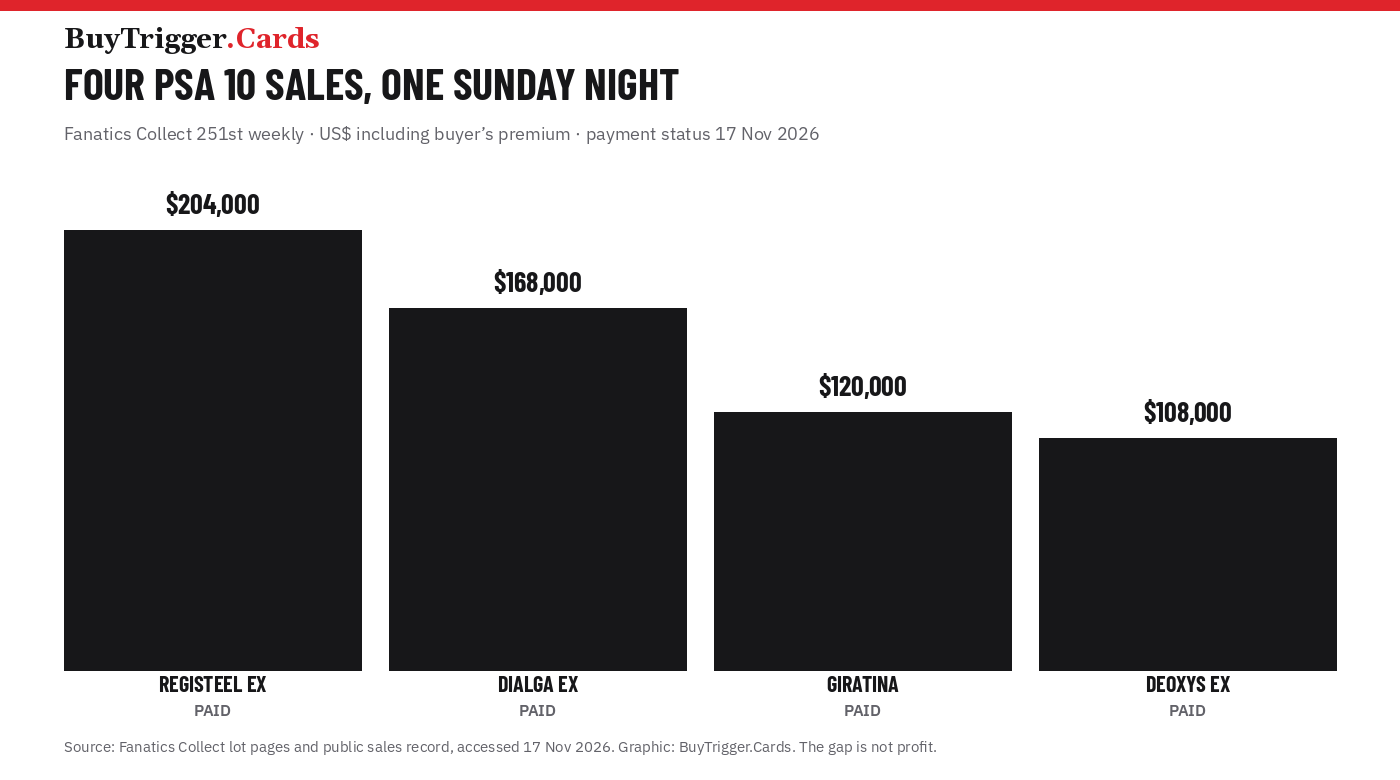 BuyTrigger.Cards
FOUR PSA 10 SALES, ONE SUNDAY NIGHT
Fanatics Collect 251st weekly · US$ including buyer’s premium · payment status 17 Nov 2026
$204,000
$168,000
$120,000
$108,000
REGISTEEL EX
DIALGA EX
GIRATINA
DEOXYS EX
PAID
PAID
PAID
PAID
Source: Fanatics Collect lot pages and public sales record, accessed 17 Nov 2026. Graphic: BuyTrigger.Cards. The gap is not profit.